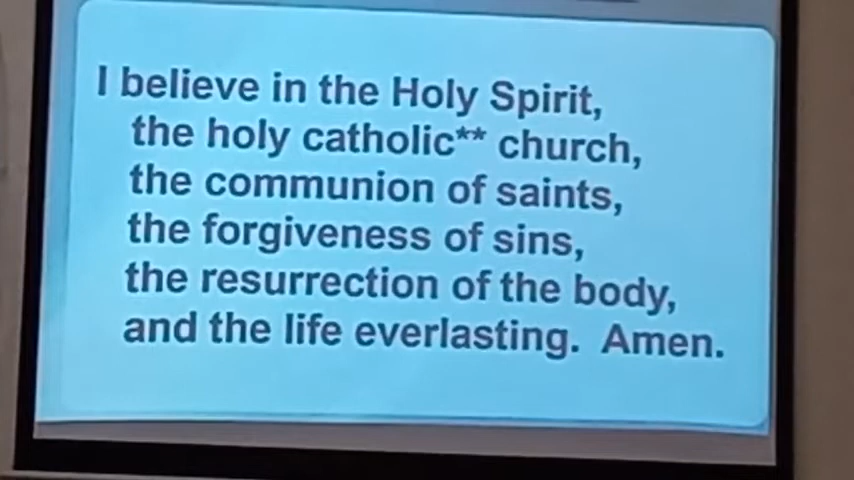 I believe in the Holy Spirit,
the holy catholic** church,
the communion of saints,
the forgiveness of sins,
the resurrection of the body,
and the life everlasting. Amen.